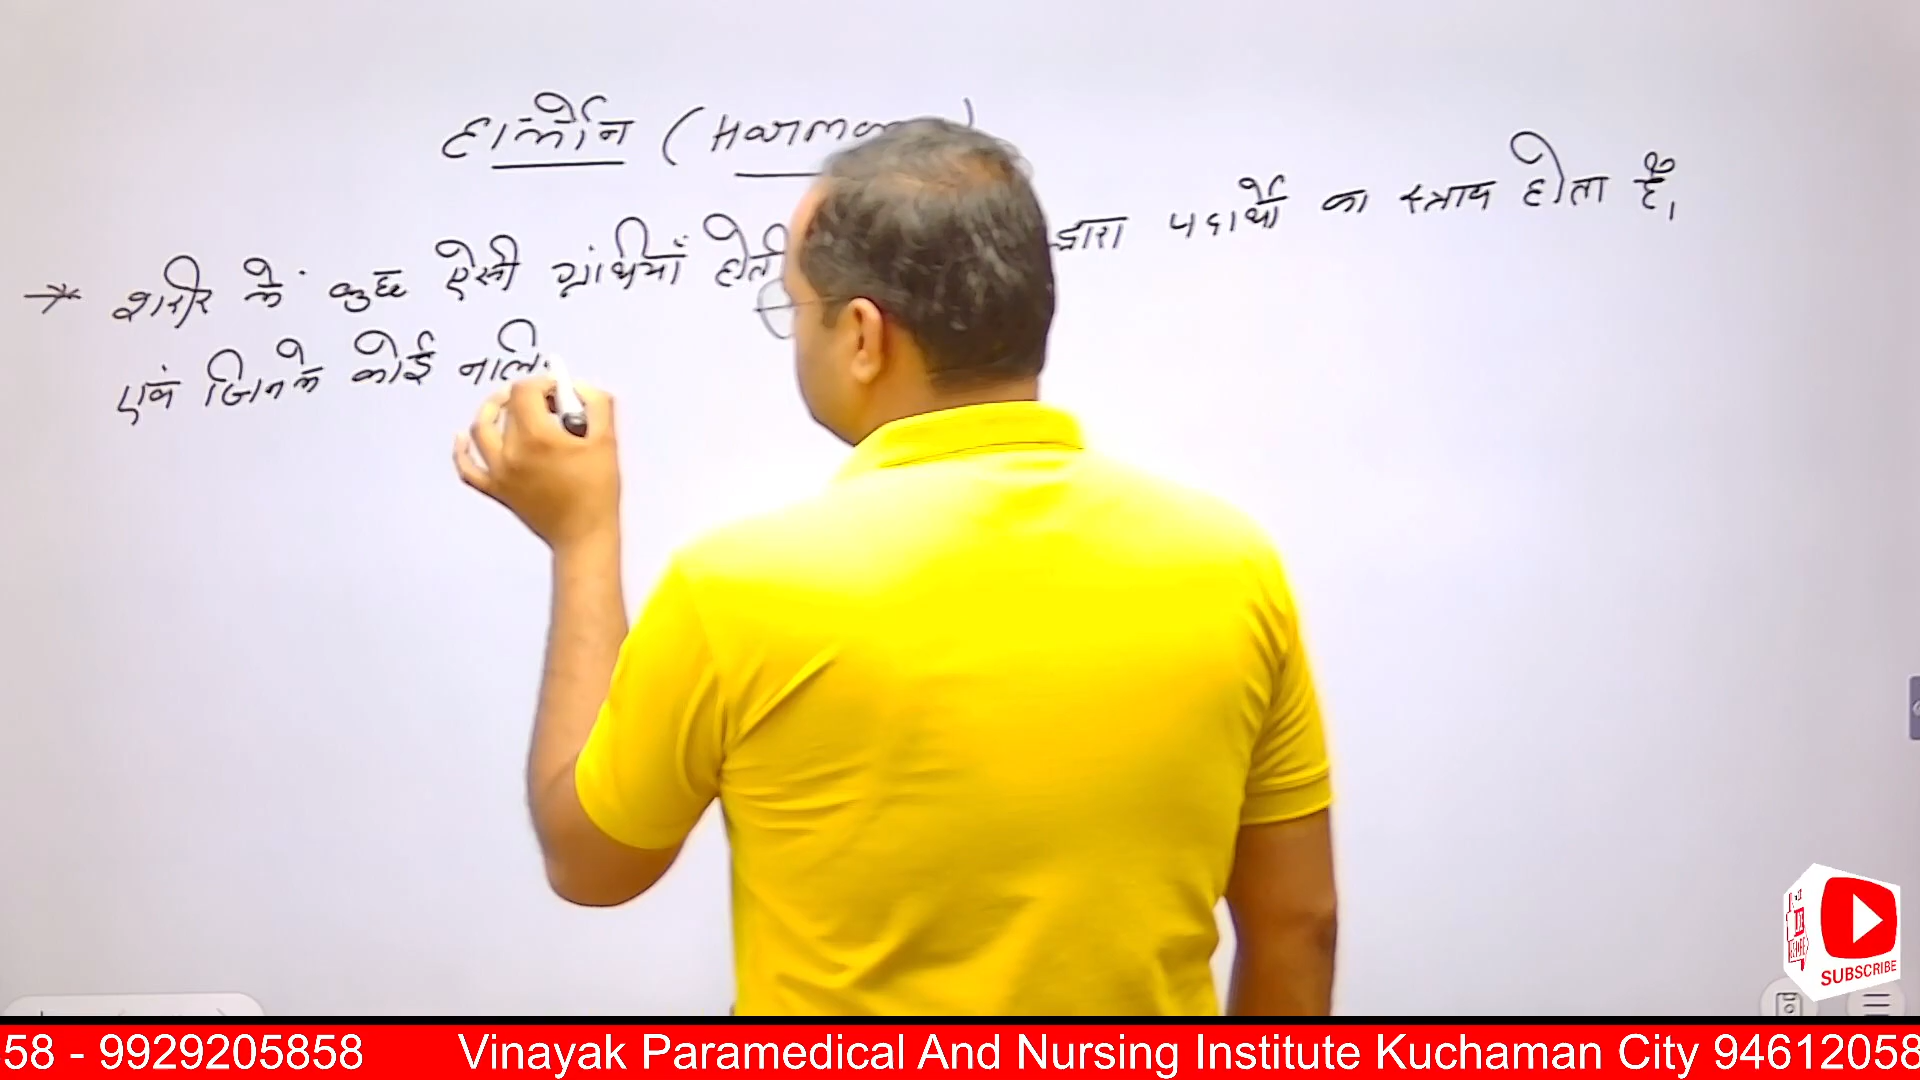 हार्मोन (Harmon
→ शरीर के कुछ ऐसी ग्रंथियाँ होती द्वारा पदार्थो का स्त्राव होता है।
एवं जिनके कोई नलि
SUBSCRIBE
58 - 9929205858 Vinayak Paramedical And Nursing Institute Kuchaman City 94612058